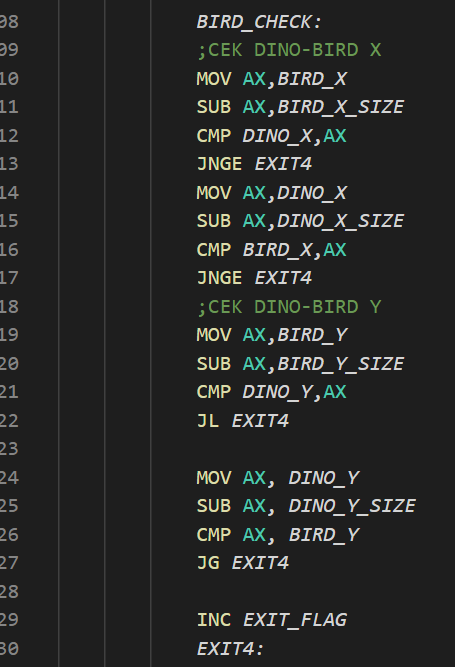 08 BIRD_CHECK:
09 ;CEK DINO-BIRD X
10 MOV AX,BIRD_X
11 SUB AX,BIRD_X_SIZE
12 CMP DINO_X,AX
13 JNGE EXIT4
14 MOV AX,DINO_X
15 SUB AX,DINO_X_SIZE
16 CMP BIRD_X,AX
17 JNGE EXIT4
18 ;CEK DINO-BIRD Y
19 MOV AX,BIRD_Y
20 SUB AX,BIRD_Y_SIZE
21 CMP DINO_Y,AX
22 JL EXIT4
23
24 MOV AX, DINO_Y
25 SUB AX, DINO_Y_SIZE
26 CMP AX, BIRD_Y
27 JG EXIT4
28
29 INC EXIT_FLAG
30 EXIT4: